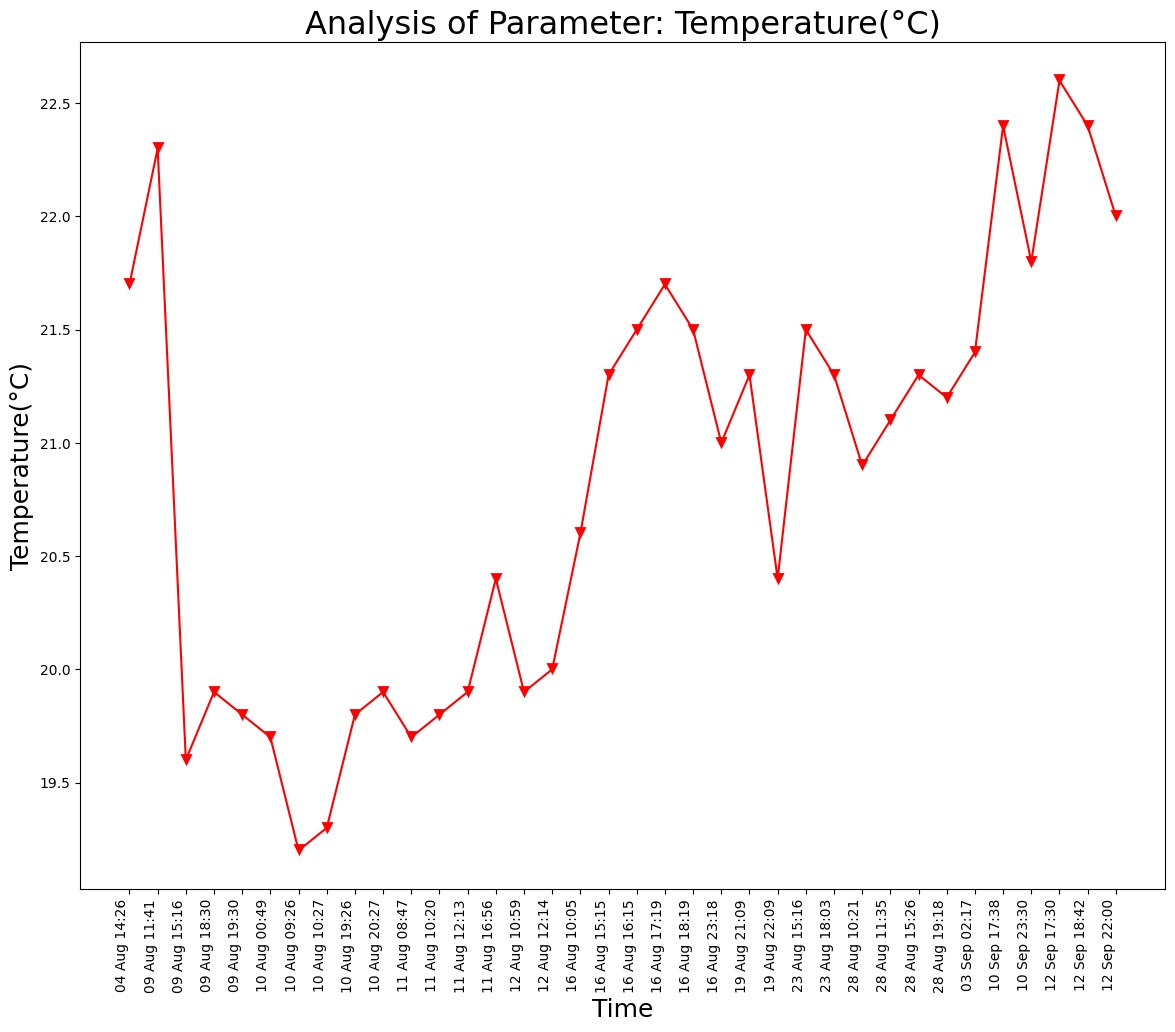 Analysis of Parameter: Temperature(°C)
Temperature(°C)
22.5
22.0
21.5
21.0
20.5
20.0
19.5
04 Aug 14:26
09 Aug 11:41
09 Aug 15:16
09 Aug 18:30
09 Aug 19:30
10 Aug 00:49
10 Aug 09:26
10 Aug 10:27
10 Aug 19:26
10 Aug 20:27
11 Aug 08:47
11 Aug 10:20
11 Aug 12:13
11 Aug 16:56
12 Aug 10:59
12 Aug 12:14
16 Aug 10:05
16 Aug 15:15
16 Aug 16:15
16 Aug 17:19
16 Aug 18:19
16 Aug 23:18
19 Aug 21:09
19 Aug 22:09
23 Aug 15:16
23 Aug 18:03
28 Aug 10:21
28 Aug 11:35
28 Aug 15:26
28 Aug 19:18
03 Sep 02:17
10 Sep 17:38
10 Sep 23:30
12 Sep 17:30
12 Sep 18:42
12 Sep 22:00
Time